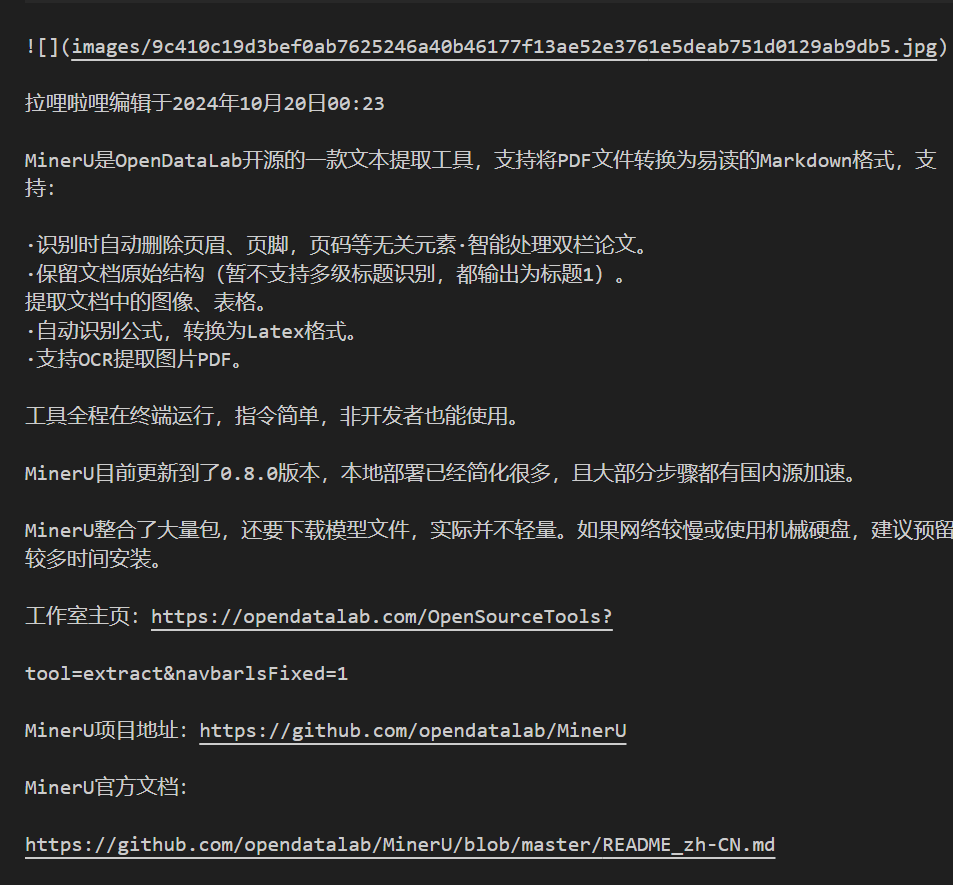 ![](images/9c410c19d3bef0ab7625246a40b46177f13ae52e3761e5deab751d0129ab9db5.jpg)
拉哩啦哩编辑于2024年10月20日00:23
MinerU是OpenDataLab开源的一款文本提取工具，支持将PDF文件转换为易读的Markdown格式，支
持：
·识别时自动删除页眉、页脚，页码等无关元素·智能处理双栏论文。
·保留文档原始结构（暂不支持多级标题识别，都输出为标题1）。
提取文档中的图像、表格。
·自动识别公式，转换为Latex格式。
·支持OCR提取图片PDF。
工具全程在终端运行，指令简单，非开发者也能使用。
MinerU目前更新到了0.8.0版本，本地部署已经简化很多，且大部分步骤都有国内源加速。
MinerU整合了大量包，还要下载模型文件，实际并不轻量。如果网络较慢或使用机械硬盘，建议预留
较多时间安装。
工作室主页：https://opendatalab.com/OpenSourceTools?
tool=extract&navbarlsFixed=1
MinerU项目地址：https://github.com/opendatalab/MinerU
MinerU官方文档：
https://github.com/opendatalab/MinerU/blob/master/README_zh-CN.md